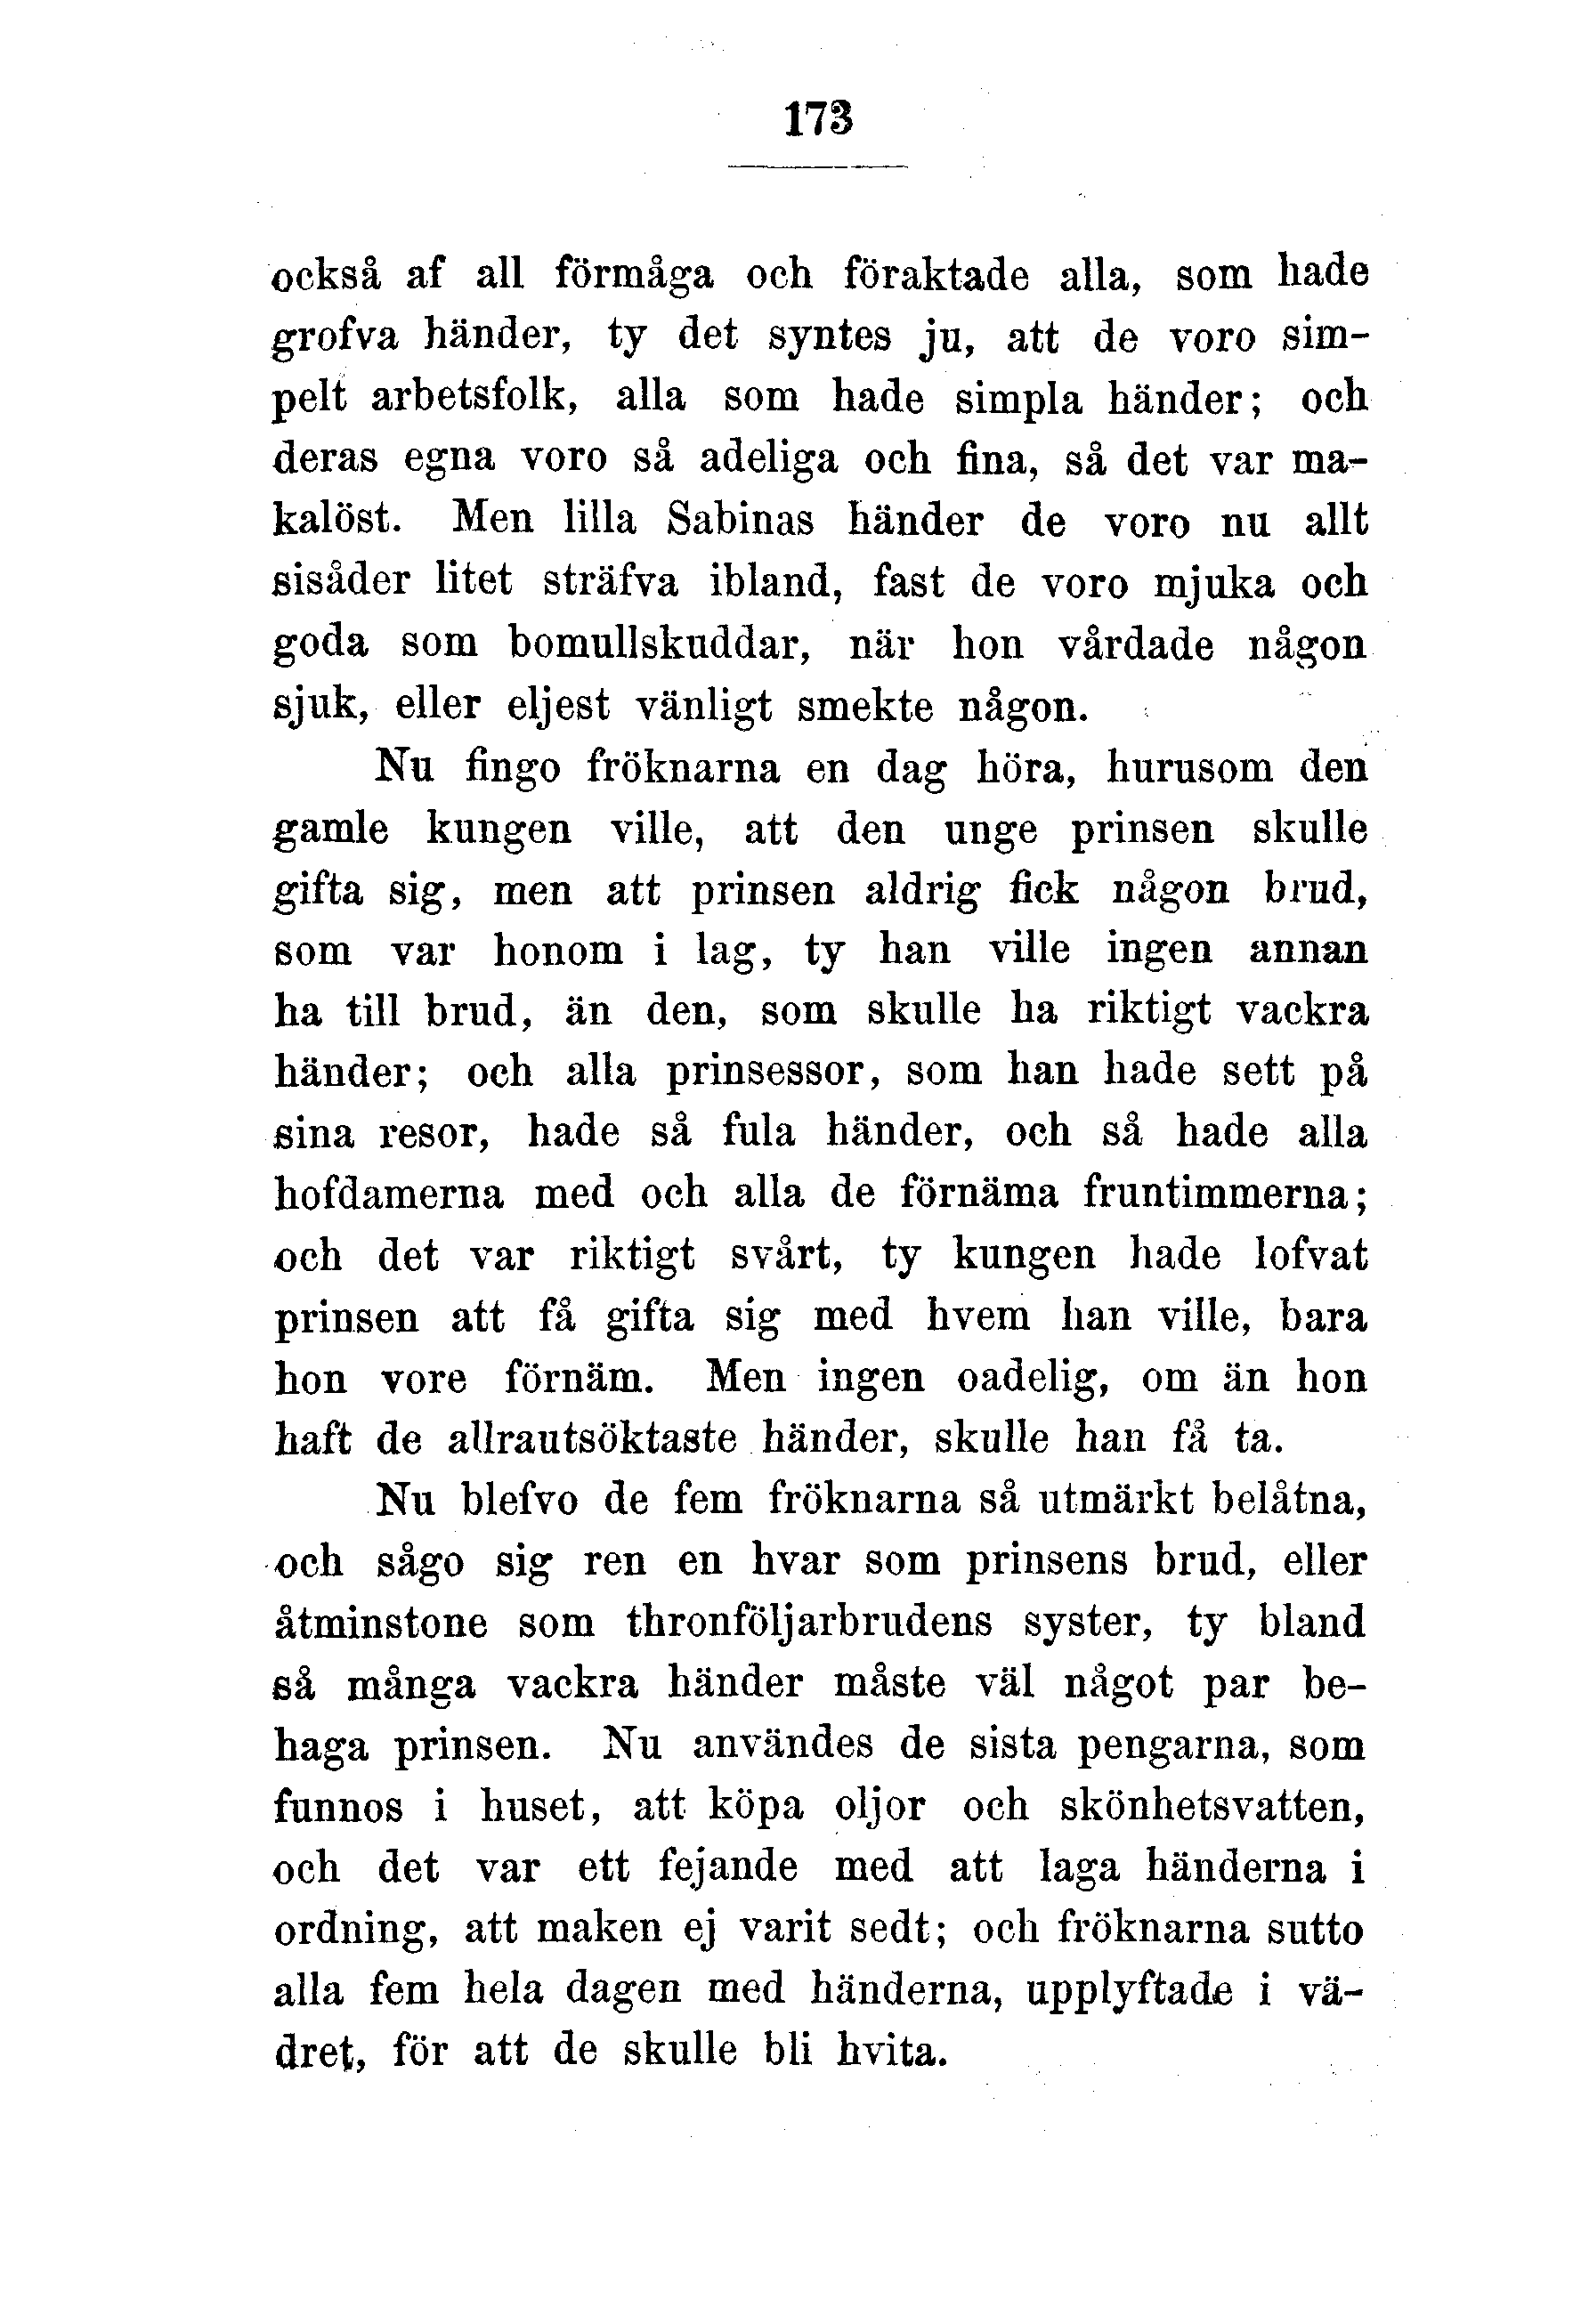 173
också af all förmåga och föraktade alla, som hade
grofva händer, ty det syntes ju, att de voro sim-
pelt arbetsfolk, alla som hade simpla händer; och
deras egna voro så adeliga och fina, så det var ma-
kalöst. Men lilla Sabinas händer de voro nu allt
sisåder litet sträfva ibland, fast de voro mjuka och
goda som bomullskuddar, när hon vårdade någon
sjuk, eller eljest vänligt smekte någon.
Nu fingo fröknarna en dag höra, hurusom den
gamle kungen ville, att den unge prinsen skulle
gifta sig, men att prinsen aldrig fick någon brud,
som var honom i lag, ty han ville ingen annan
ha till brud, än den, som skulle ha riktigt vackra
händer; och alla prinsessor, som han hade sett på
sina resor, hade så fula händer, och så hade alla
hofdamerna med och alla de förnäma fruntimmerna;
och det var riktigt svårt, ty kungen hade lofvat
prinsen att få gifta sig med hvem han ville, bara
hon vore förnäm. Men ingen oadelig, om än hon
haft de allrautsöktaste händer, skulle han få ta.
Nu blefvo de fem fröknarna så utmärkt belåtna,
och sågo sig ren en hvar som prinsens brud, eller
åtminstone som thronföljarbrudens syster, ty bland
så många vackra händer måste väl något par be-
haga prinsen. Nu användes de sista pengarna, som
funnos i huset, att köpa oljor och skönhetsvatten,
och det var ett fejande med att laga händerna i
ordning, att maken ej varit sedt; och fröknarna sutto
alla fem hela dagen med händerna, upplyftade i vä-
dret, för att de skulle bli hvita.